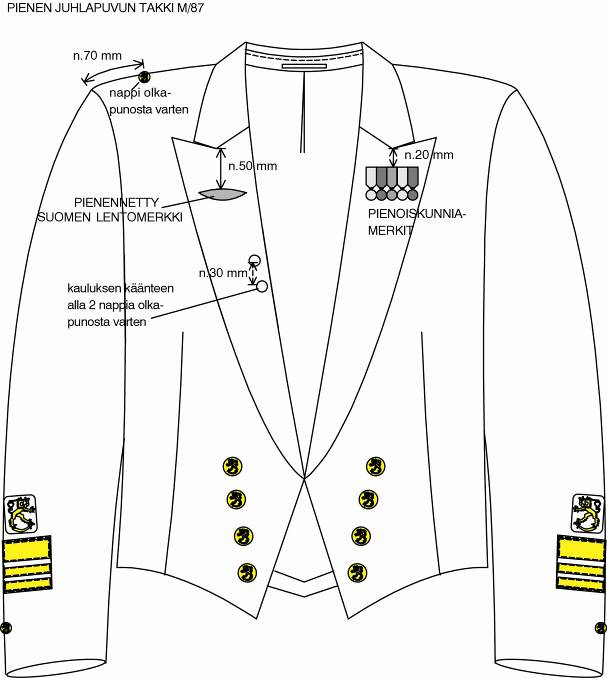 PIENEN JUHLAPUVUN TAKKI M/87
n.70 mm
nappi olka-
punosta varten
n.50 mm
n.20 mm
PIENENNETTY
SUOMEN LENTOMERKKI
PIENOISKUNNIA-
MERKIT
n.30 mm
kauluksen käänteen
alla 2 nappia olka-
punosta varten